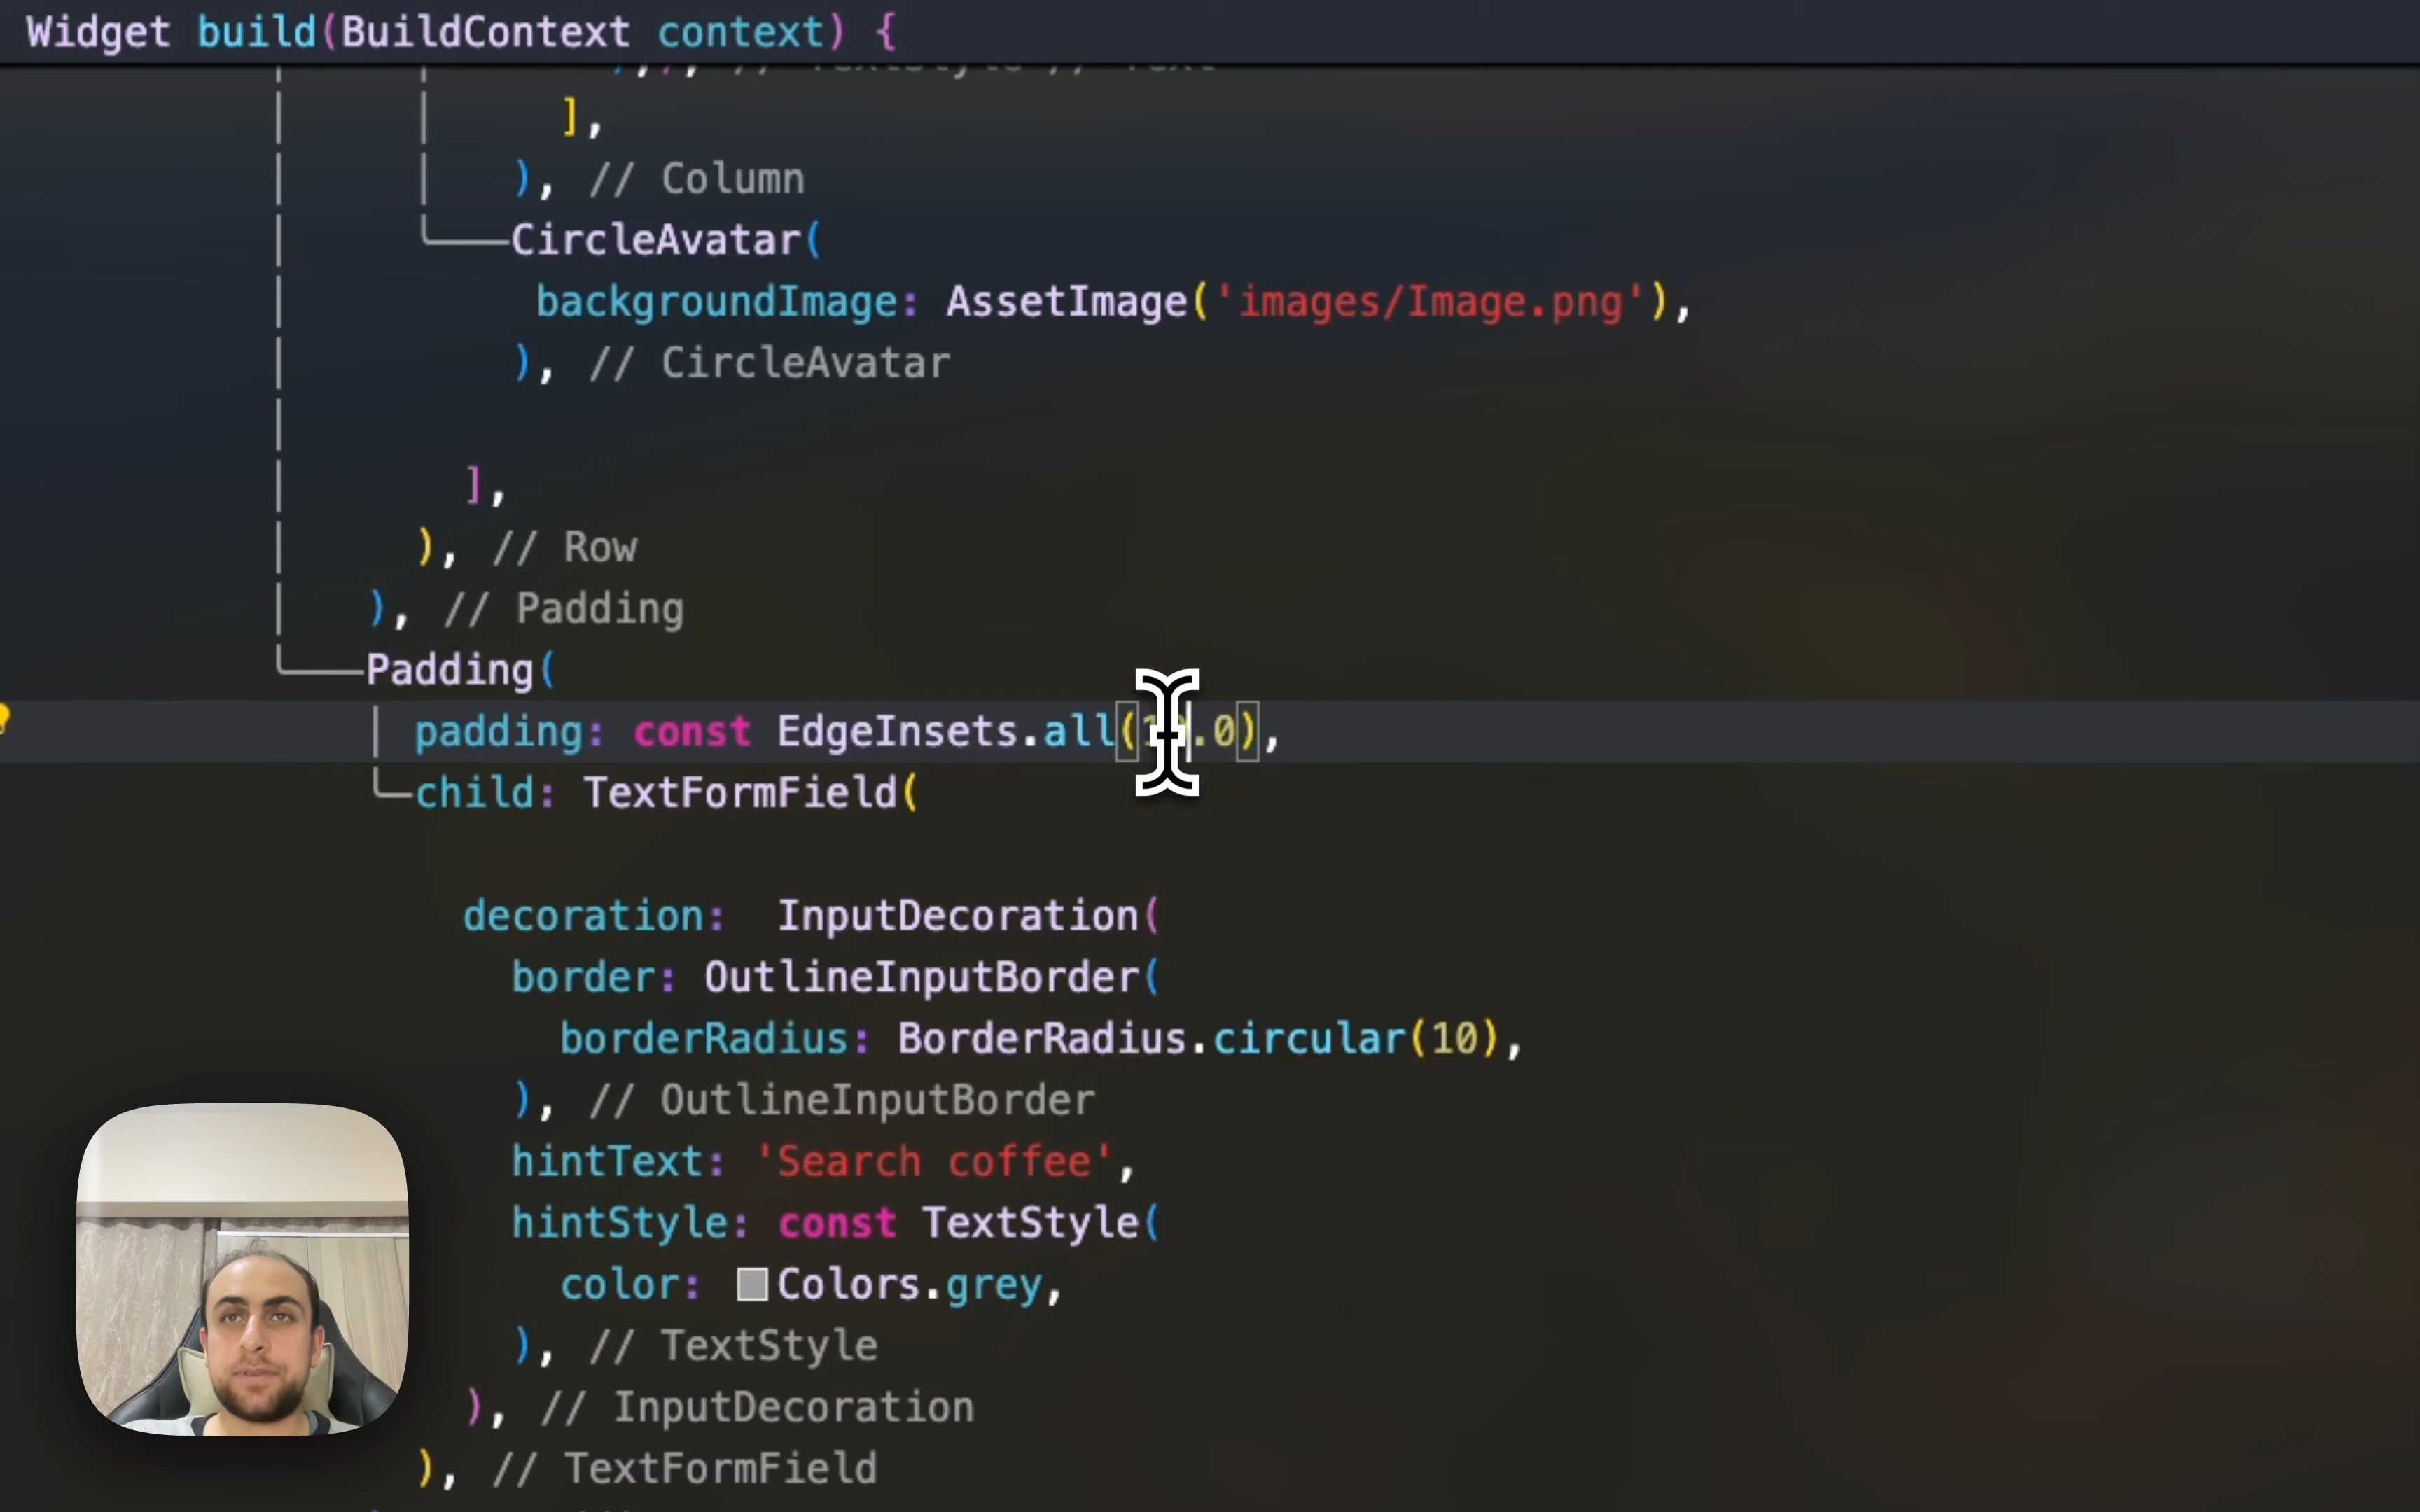 Widget build(BuildContext context) {
],
), // Column
CircleAvatar(
backgroundImage: AssetImage('images/Image.png'),
), // CircleAvatar
],
), // Row
), // Padding
Padding(
padding: const EdgeInsets.all( .0),
child: TextFormField(
decoration:  InputDecoration(
border: OutlineInputBorder(
borderRadius: BorderRadius.circular(10),
), // OutlineInputBorder
hintText: 'Search coffee',
hintStyle: const TextStyle(
color: Colors.grey,
), // TextStyle
), // InputDecoration
), // TextFormField